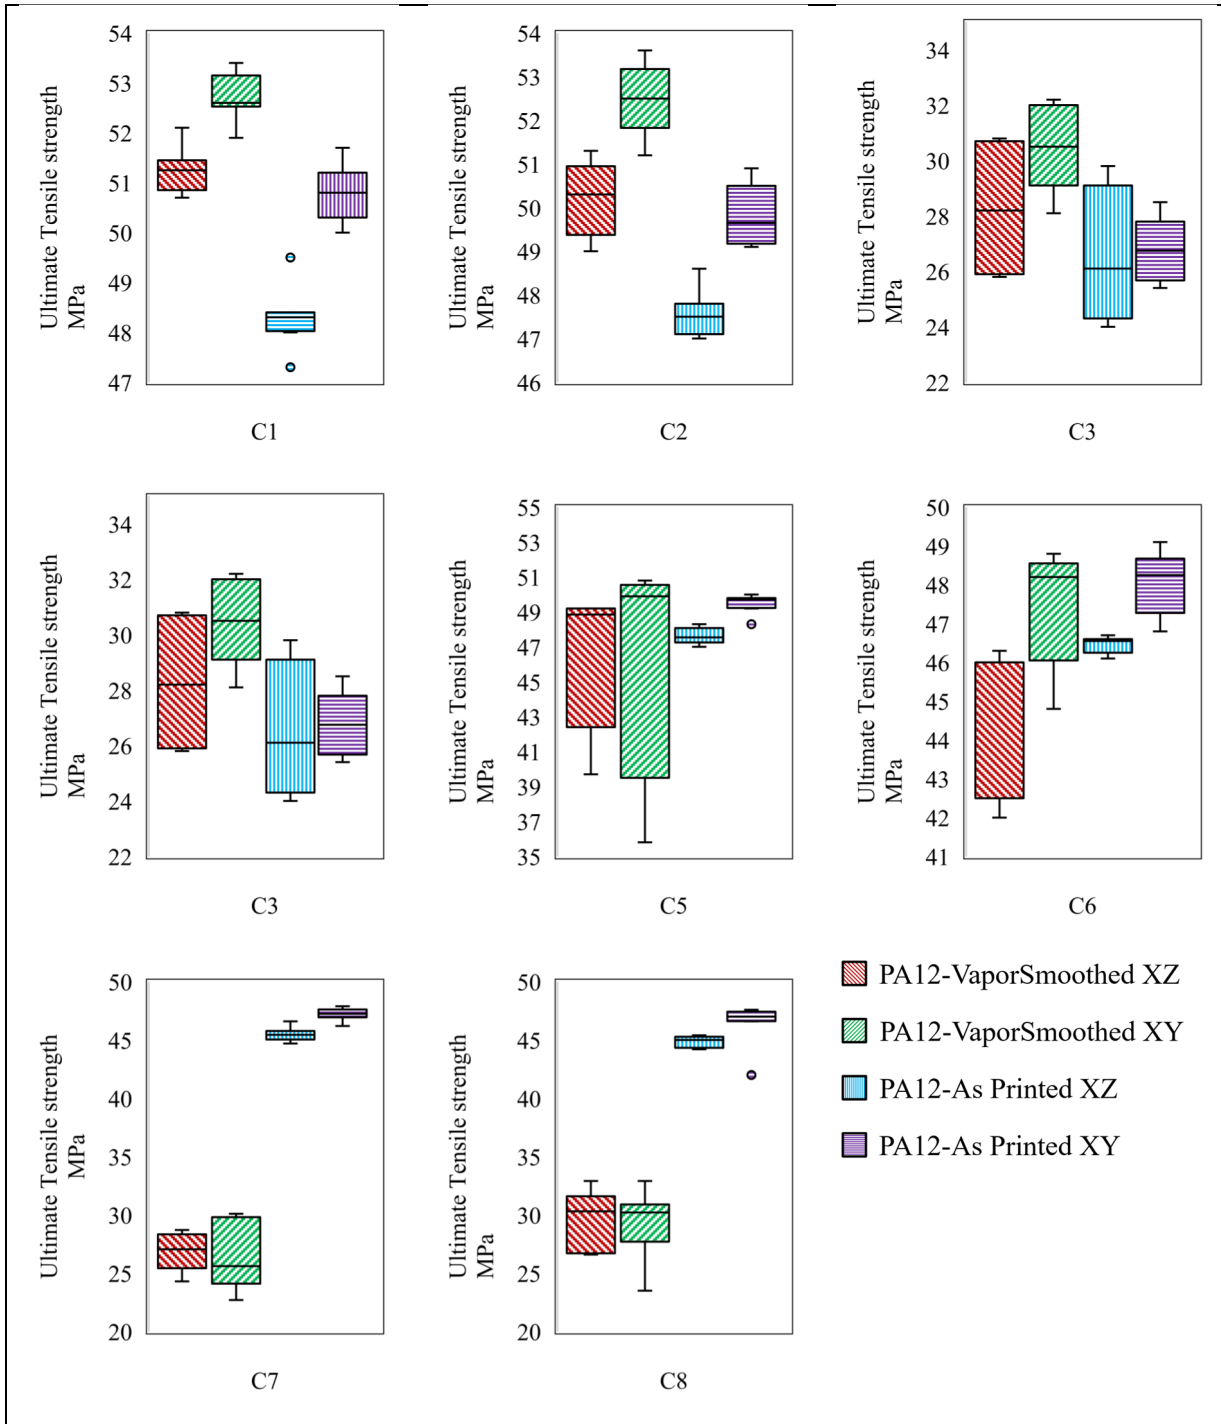 54
53
52
51
50
49
48
47
Ultimate Tensile strength
MPa
C1
54
53
52
51
50
49
48
47
46
Ultimate Tensile strength
MPa
C2
34
32
30
28
26
24
22
Ultimate Tensile strength
MPa
C3
34
32
30
28
26
24
22
Ultimate Tensile strength
MPa
C3
55
53
51
49
47
45
43
41
39
37
35
Ultimate Tensile strength
MPa
C5
50
49
48
47
46
45
44
43
42
41
Ultimate Tensile strength
MPa
C6
50
45
40
35
30
25
20
Ultimate Tensile strength
MPa
C7
50
45
40
35
30
25
20
Ultimate Tensile strength
MPa
C8
PA12-VaporSmoothed XZ
PA12-VaporSmoothed XY
PA12-As Printed XZ
PA12-As Printed XY